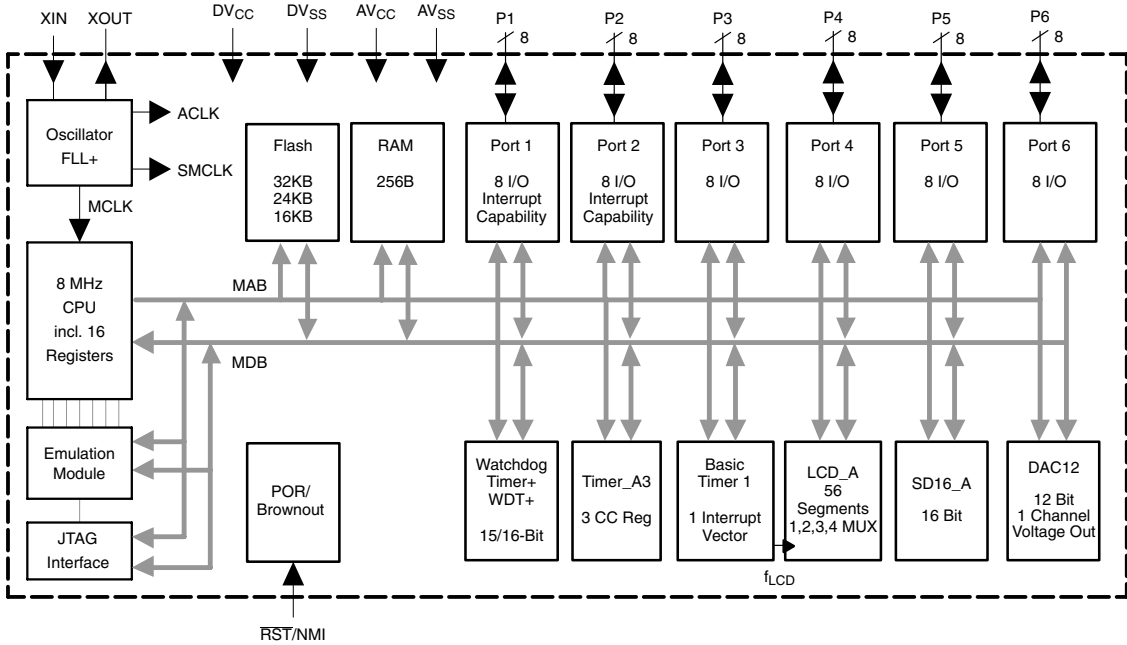 XIN XOUT DVCC DVSS AVCC AVSS P1 P2 P3 P4 P5 P6
8 8 8 8 8 8
Oscillator
FLL+
ACLK
SMCLK
MCLK
Flash
32KB
24KB
16KB
RAM
256B
Port 1
8 I/O
Interrupt
Capability
Port 2
8 I/O
Interrupt
Capability
Port 3
8 I/O
Port 4
8 I/O
Port 5
8 I/O
Port 6
8 I/O
8 MHz
CPU
incl. 16
Registers
MAB
MDB
Emulation
Module
JTAG
Interface
POR/
Brownout
RST/NMI
Watchdog
Timer+
WDT+
15/16-Bit
Timer_A3
3 CC Reg
Basic
Timer 1
1 Interrupt
Vector
fLCD
LCD_A
56
Segments
1,2,3,4 MUX
SD16_A
16 Bit
DAC12
12 Bit
1 Channel
Voltage Out